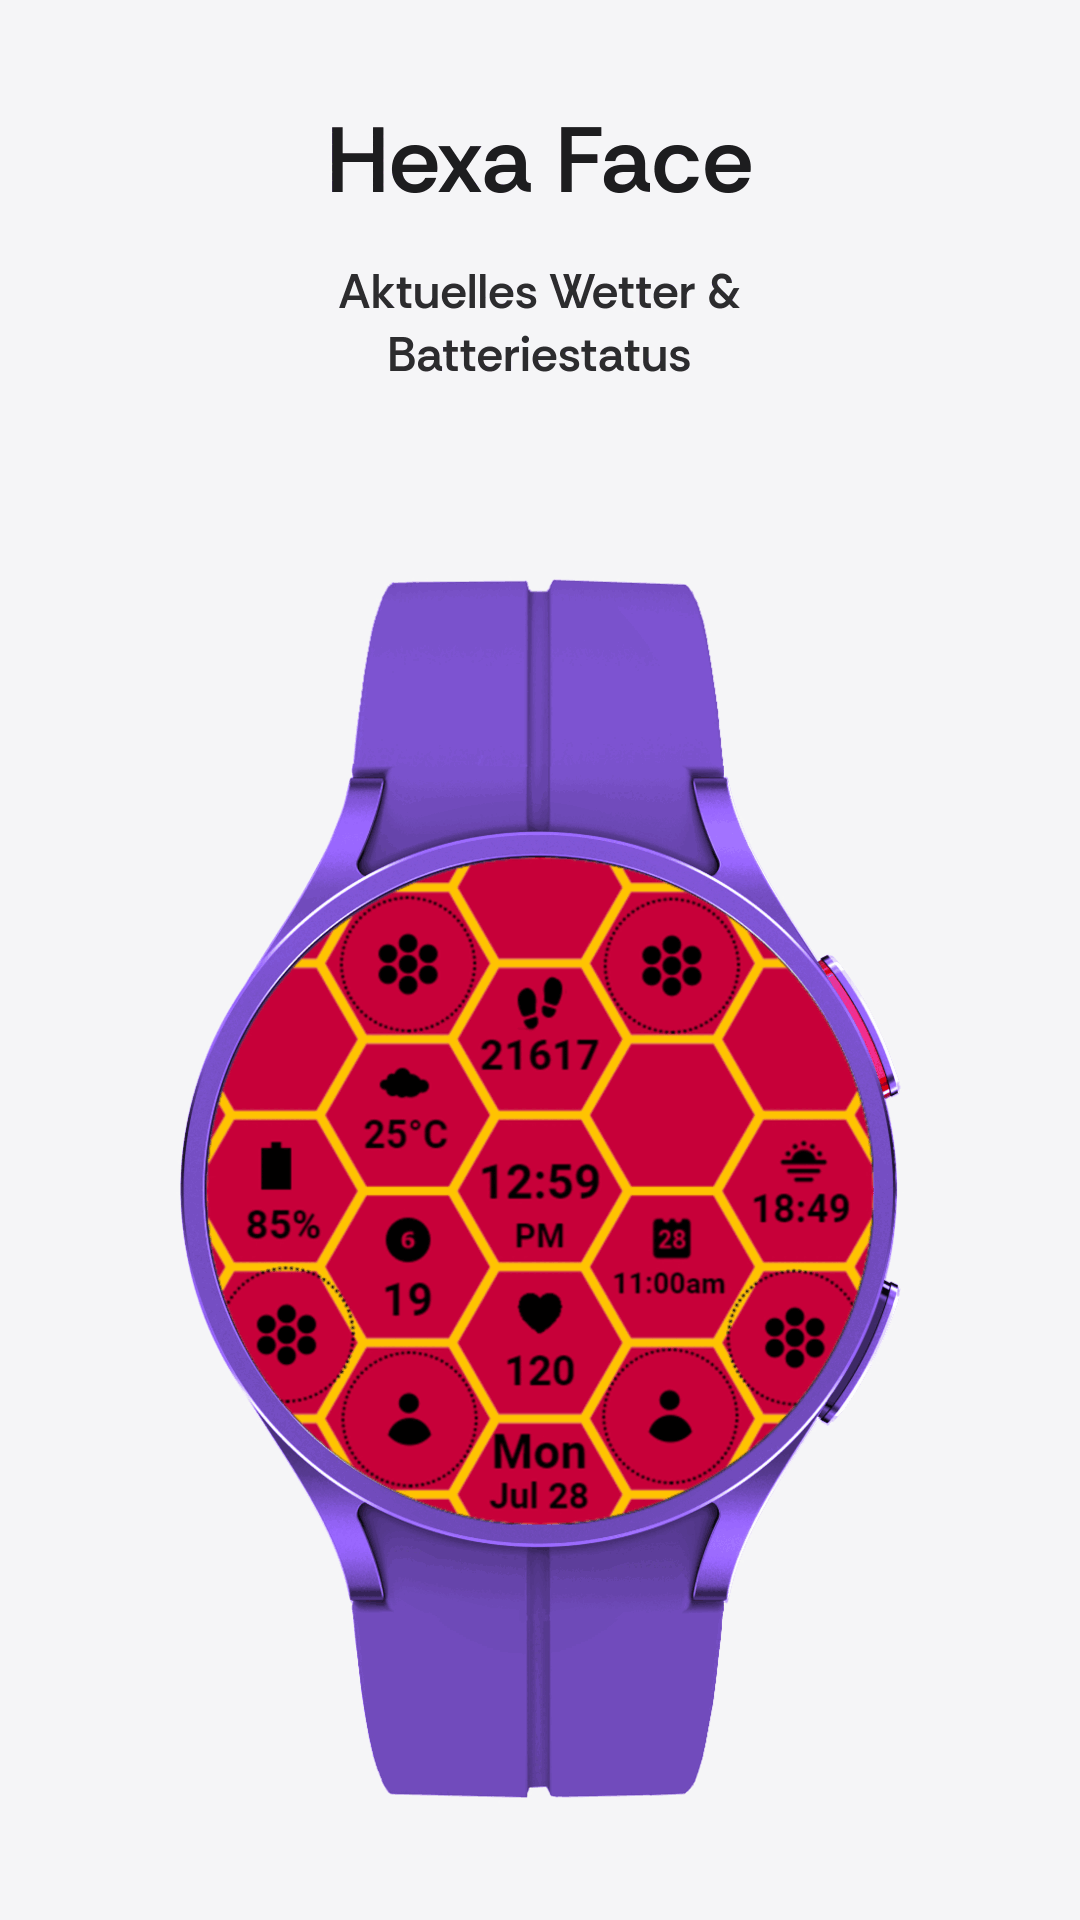 Hexa Face
Aktuelles Wetter &
Batteriestatus
21617
25°C
12:59
PM
18:49
85%
6
19
28
11:00am
120
Mon
Jul 28